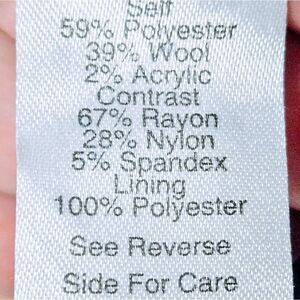 Self
59% Polyester
39% Wool
2% Acrylic
Contrast
67% Rayon
28% Nylon
5% Spandex
Lining
100% Polyester
See Reverse
Side For Care